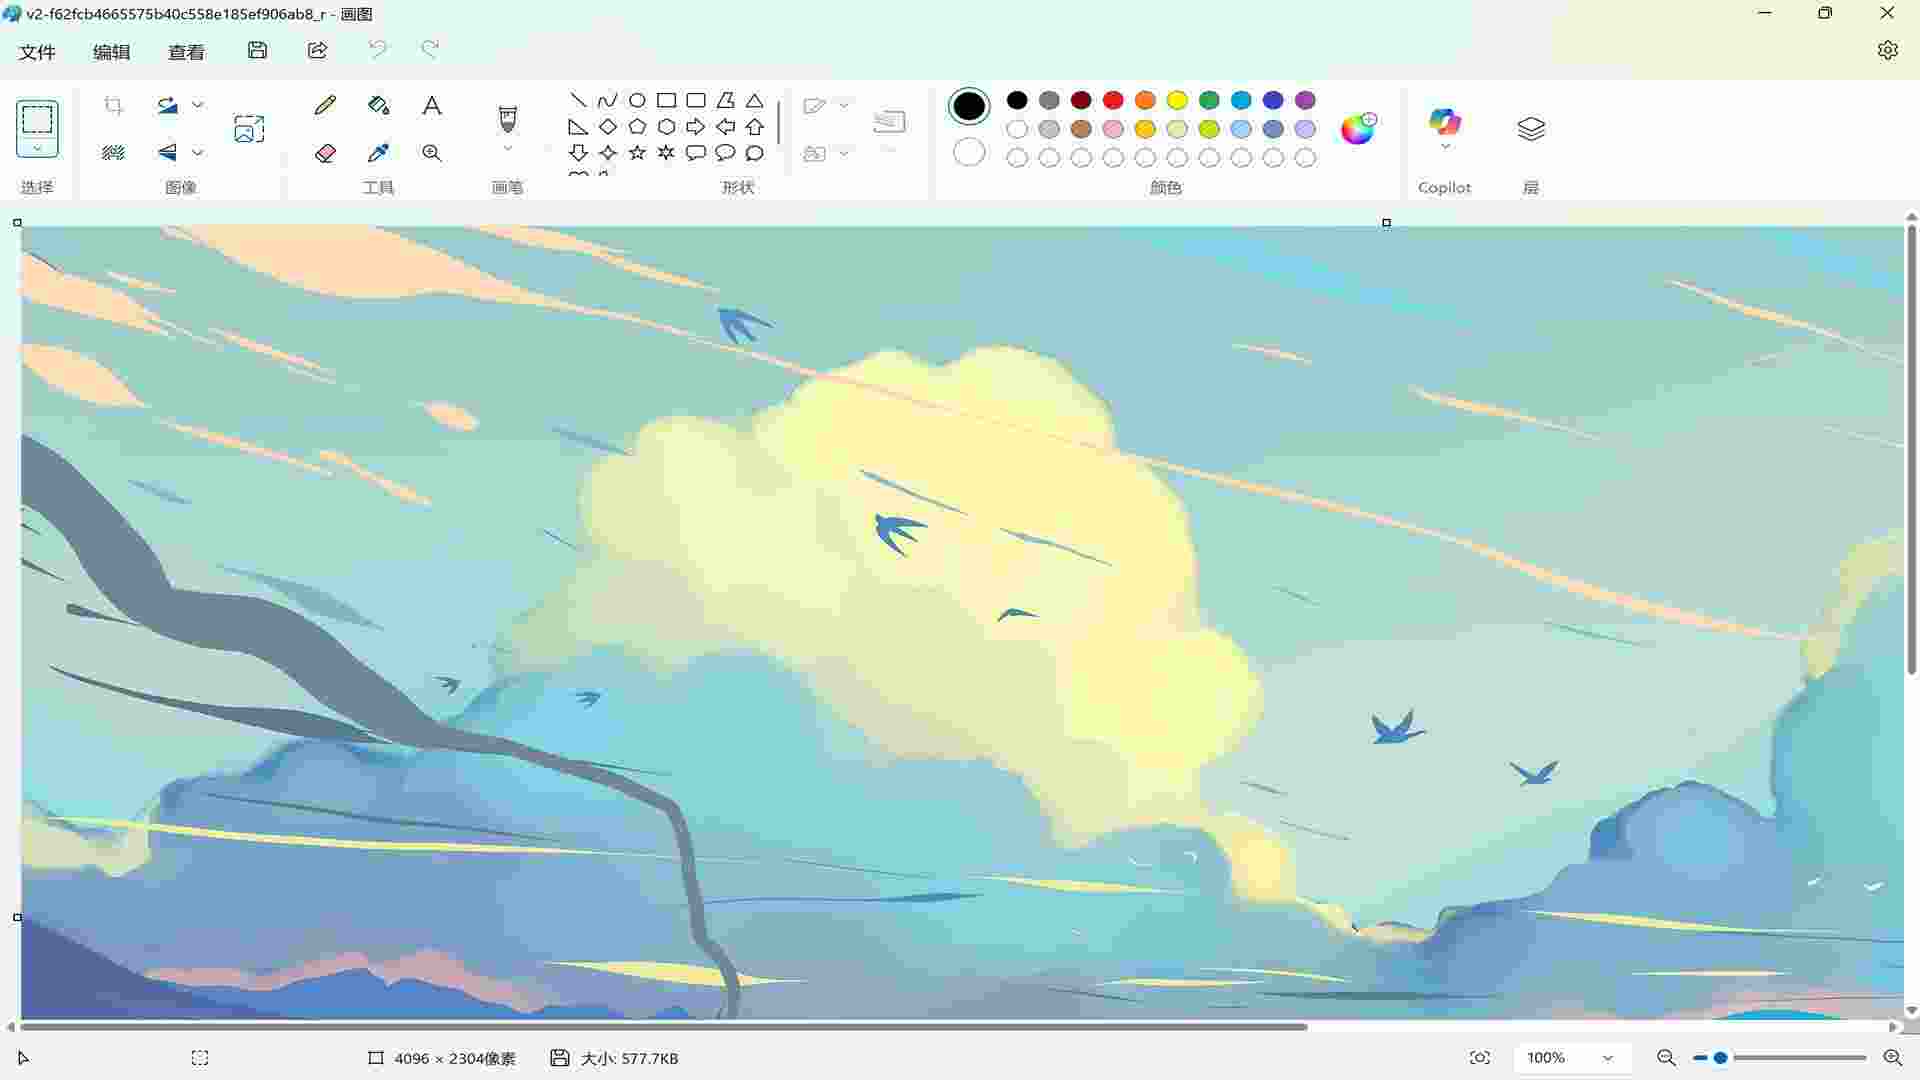 v2-f62fcb4665575b40c558e185ef906ab8_r - 画图
文件 编辑 查看
选择 图像 工具 画笔 形状 颜色 Copilot 层
4096 × 2304像素 大小: 577.7KB 100%